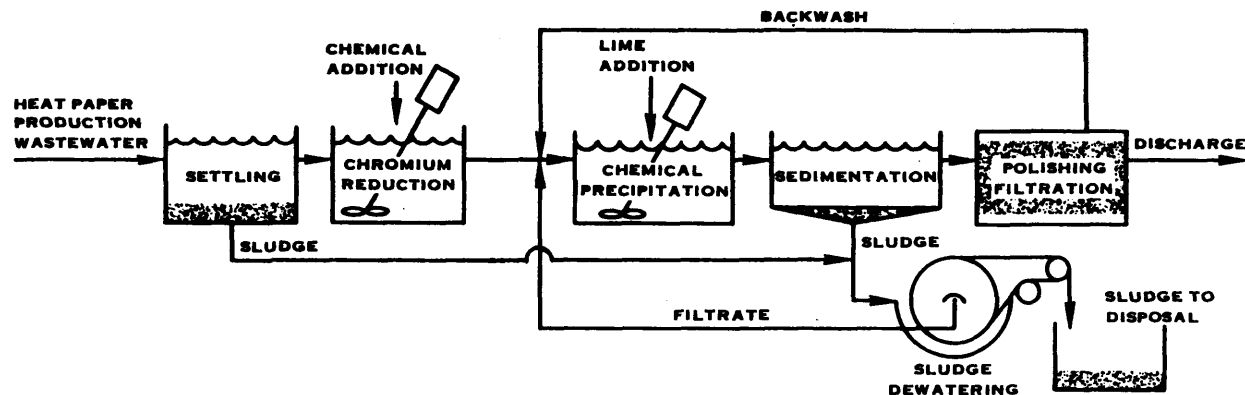 BACKWASH
CHEMICAL
ADDITION
LIME
ADDITION
HEAT PAPER
PRODUCTION
WASTEWATER
DISCHARGE
SETTLING
CHROMIUM
REDUCTION
CHEMICAL
PRECIPITATION
SEDIMENTATION
POLISHING
FILTRATION
SLUDGE
SLUDGE
FILTRATE
SLUDGE TO
DISPOSAL
SLUDGE
DEWATERING